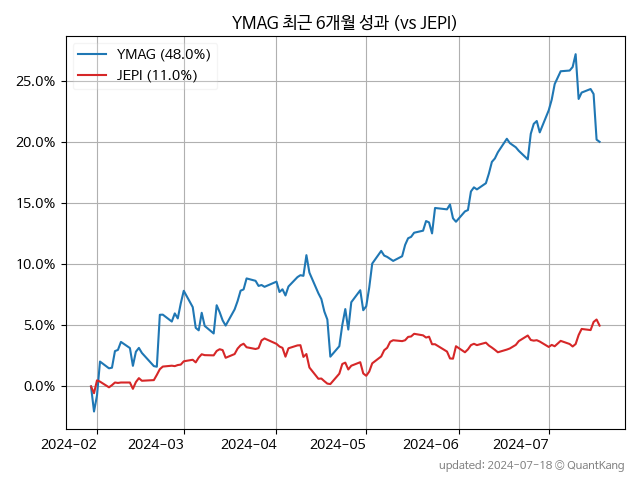 YMAG 최근 6개월 성과 (vs JEPI)
YMAG (48.0%)
JEPI (11.0%)
25.0%
20.0%
15.0%
10.0%
5.0%
0.0%
2024-02 2024-03 2024-04 2024-05 2024-06 2024-07
updated: 2024-07-18 © QuantKang